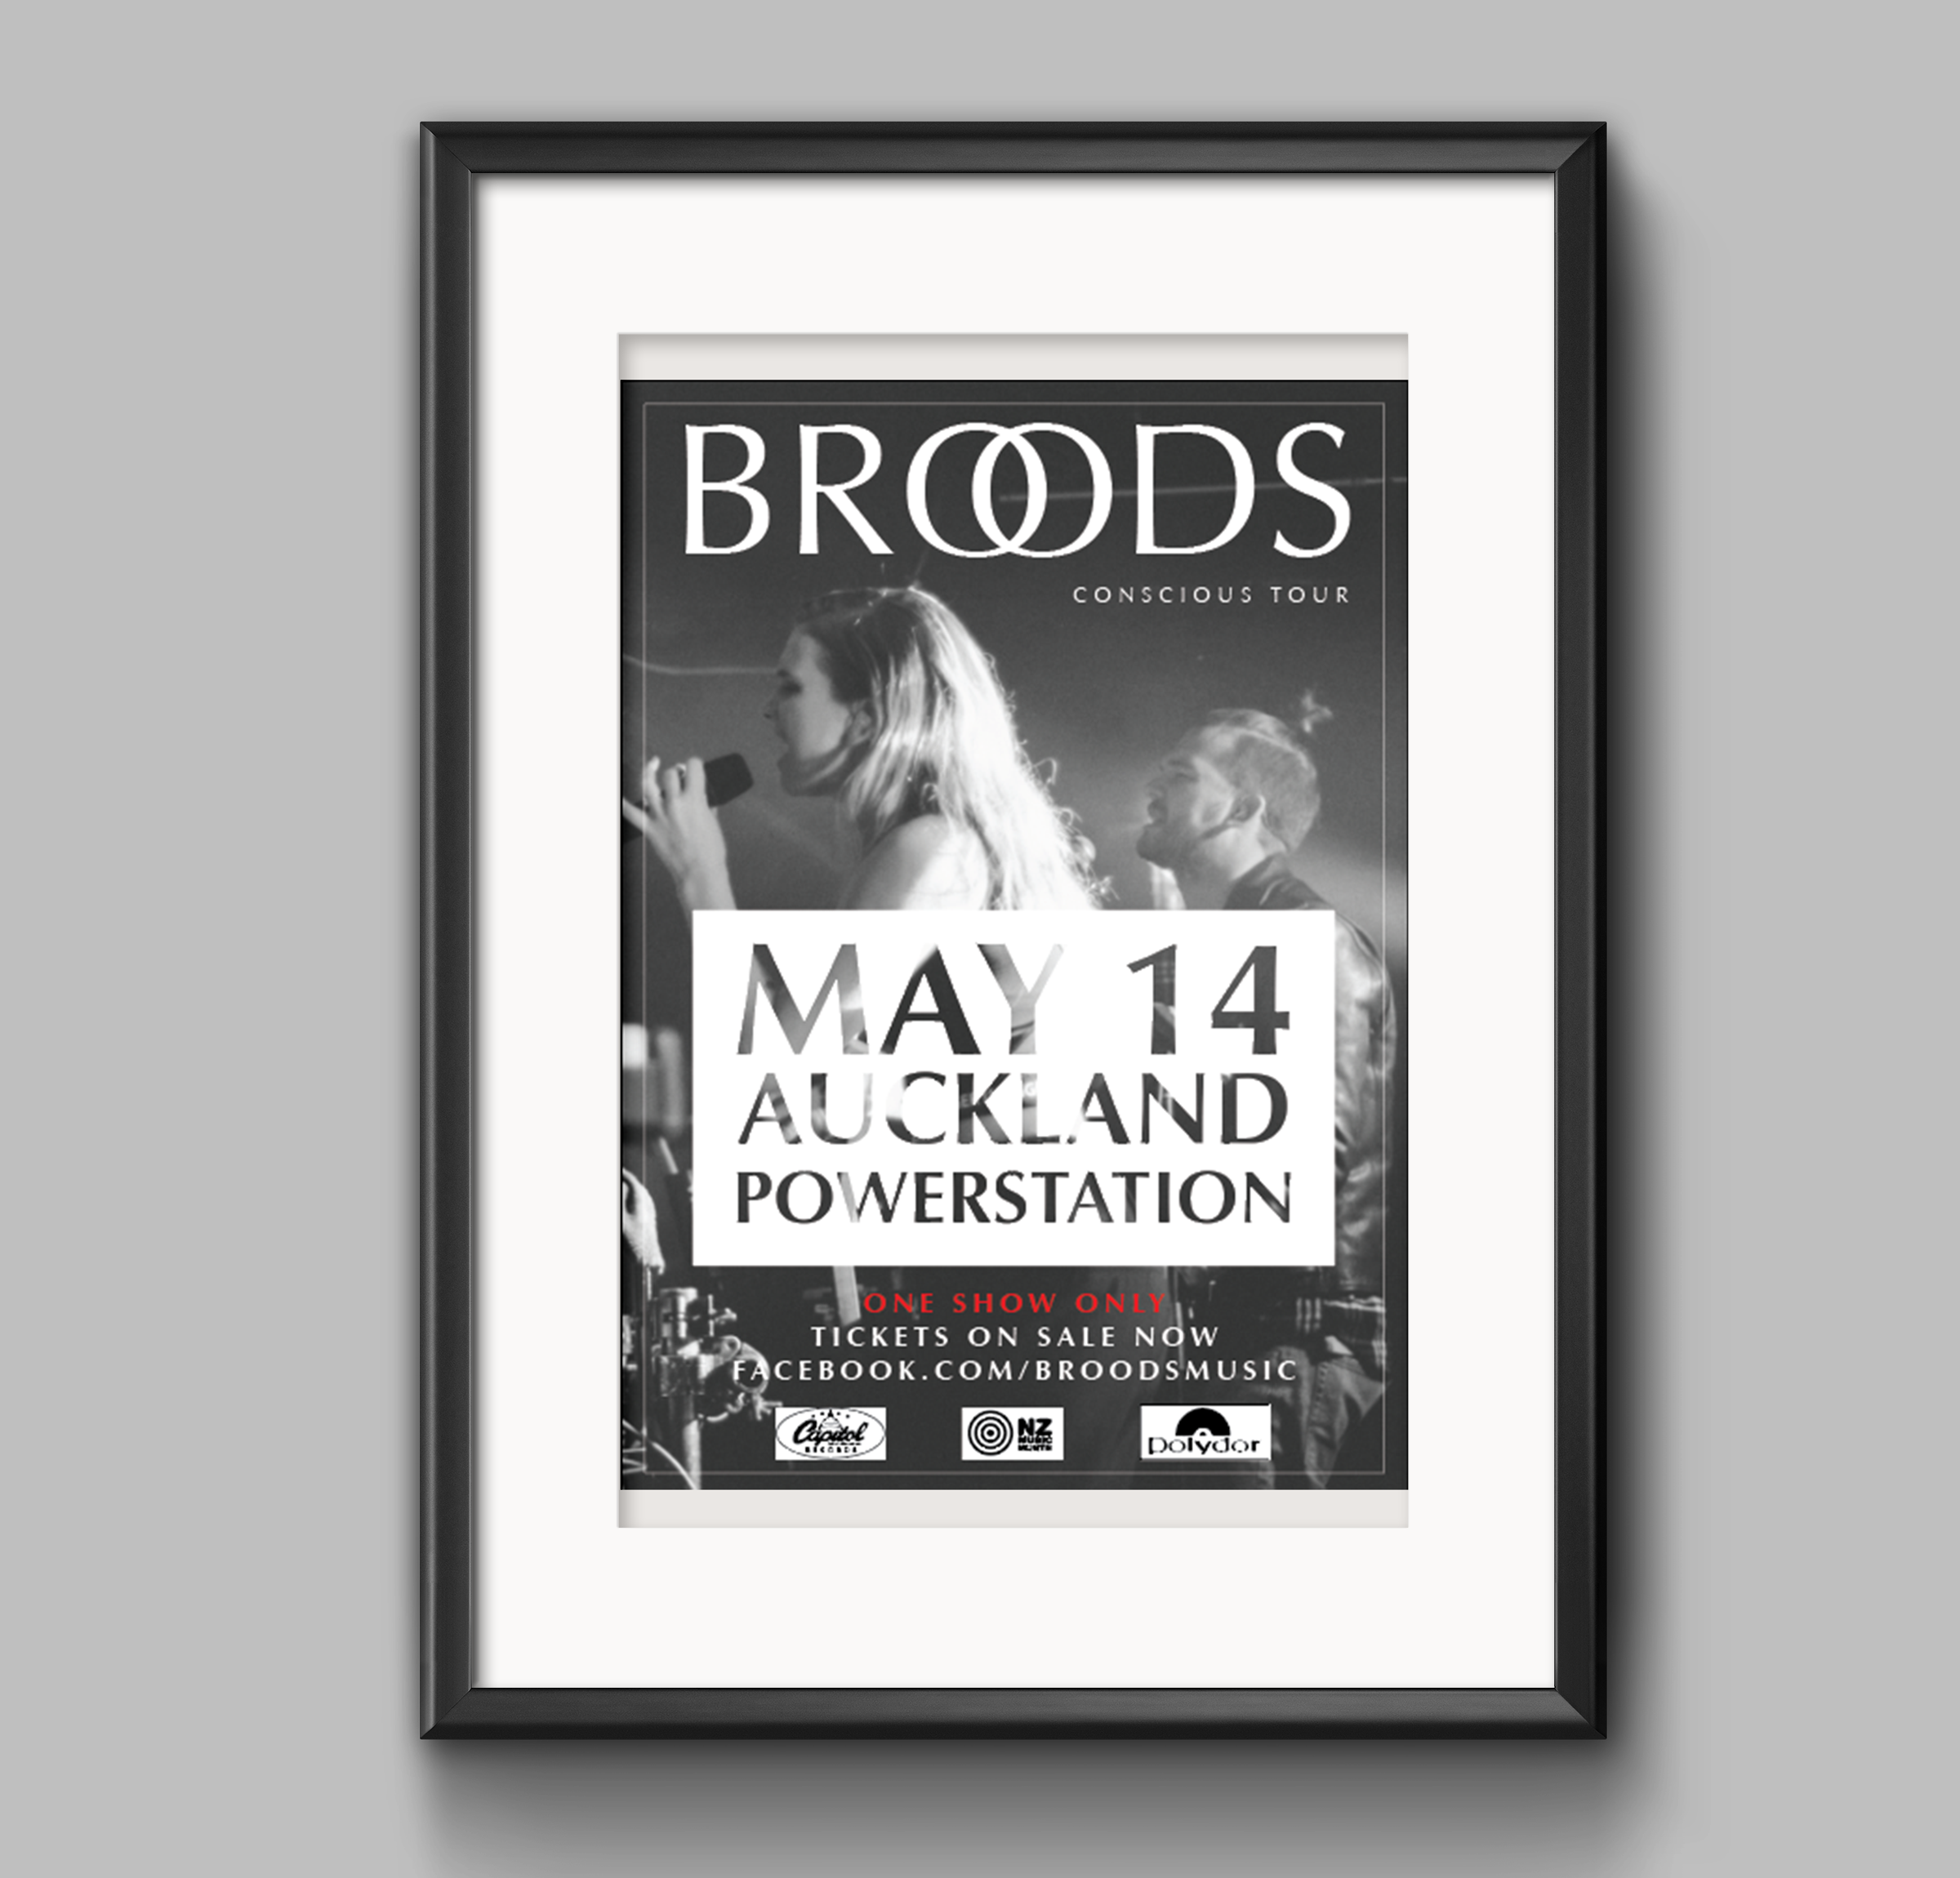 BROODS
CONSCIOUS TOUR
MAY 14
AUCKLAND
POWERSTATION
ONE SHOW ONLY
TICKETS ON SALE NOW
FACEBOOK.COM/BROODSMUSIC
Capitol
RECORDS
NZ
MUSIC
MONTH
polydor